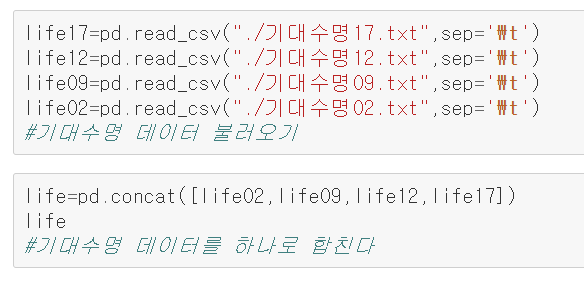 life17=pd.read_csv("./기대수명17.txt",sep='₩t')
life12=pd.read_csv("./기대수명12.txt",sep='₩t')
life09=pd.read_csv("./기대수명09.txt",sep='₩t')
life02=pd.read_csv("./기대수명02.txt",sep='₩t')
#기대수명 데이터 불러오기
life=pd.concat([life02,life09,life12,life17])
life
#기대수명 데이터를 하나로 합친다